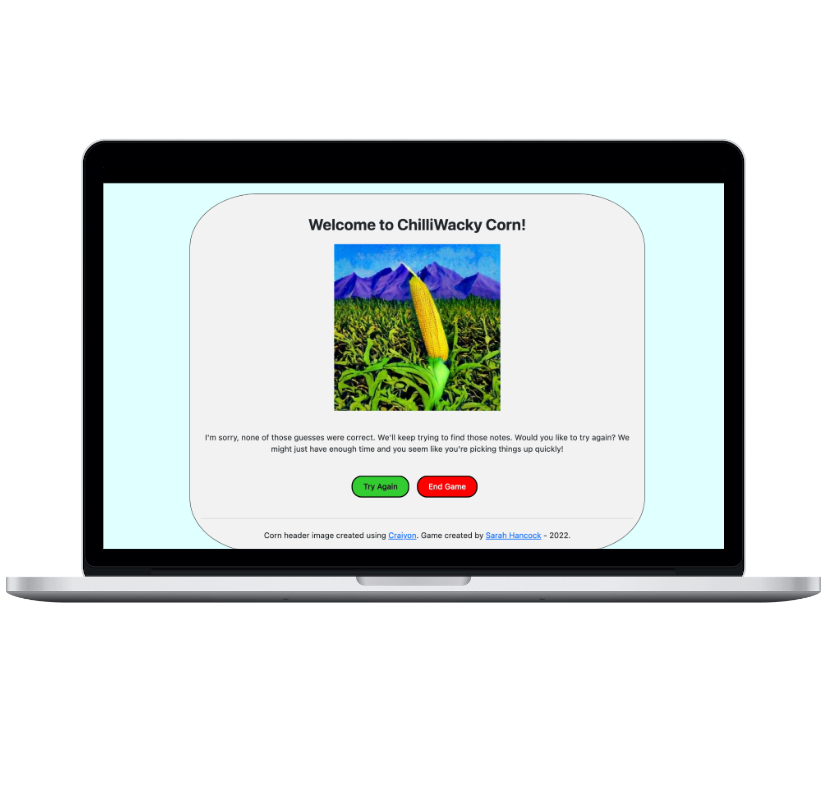 Welcome to ChilliWacky Corn!
I'm sorry, none of those guesses were correct. We'll keep trying to find those notes. Would you like to try again? We
might just have enough time and you seem like you're picking things up quickly!
Try Again End Game
Corn header image created using Craiyon. Game created by Sarah Hancock - 2022.